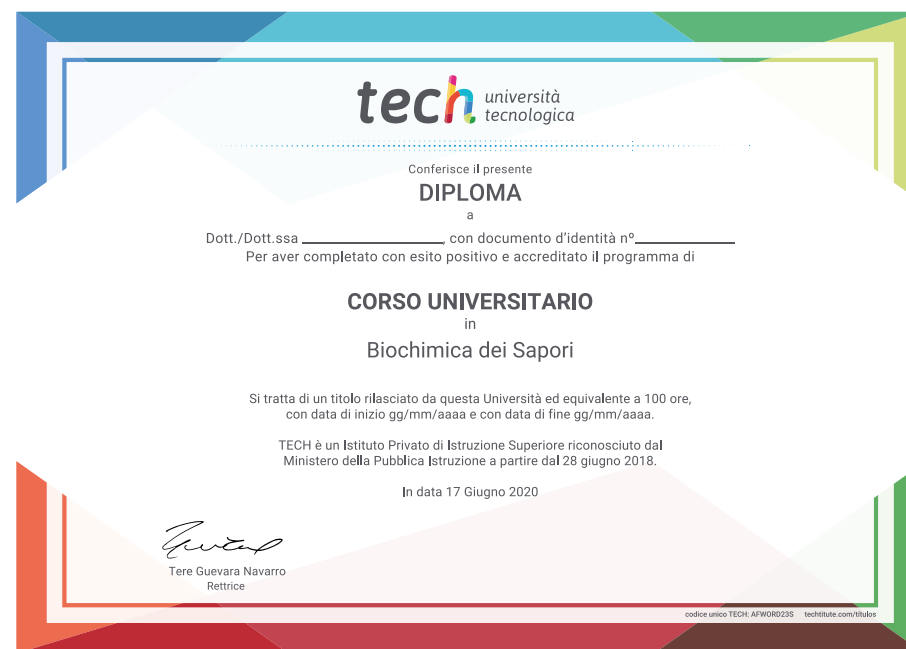 tech università
tecnologica
Conferisce il presente
DIPLOMA
a
Dott./Dott.ssa ____________________, con documento d'identità nº______________
Per aver completato con esito positivo e accreditato il programma di
CORSO UNIVERSITARIO
in
Biochimica dei Sapori
Si tratta di un titolo rilasciato da questa Università ed equivalente a 100 ore,
con data di inizio gg/mm/aaaa e con data di fine gg/mm/aaaa.
TECH è un Istituto Privato di Istruzione Superiore riconosciuto dal
Ministero della Pubblica Istruzione a partire dal 28 giugno 2018.
In data 17 Giugno 2020
Tere Guevara Navarro
Rettrice
codice unico TECH: AFWORD23S techtitute.com/titulos